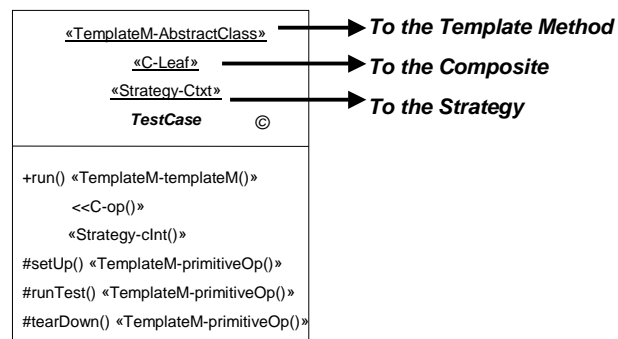 «TemplateM-AbstractClass» To the Template Method
«C-Leaf» To the Composite
«Strategy-Ctxt» To the Strategy
TestCase ©
+run() «TemplateM-templateM()»
<<C-op()»
«Strategy-cInt()»
#setUp() «TemplateM-primitiveOp()»
#runTest() «TemplateM-primitiveOp()»
#tearDown() «TemplateM-primitiveOp()»